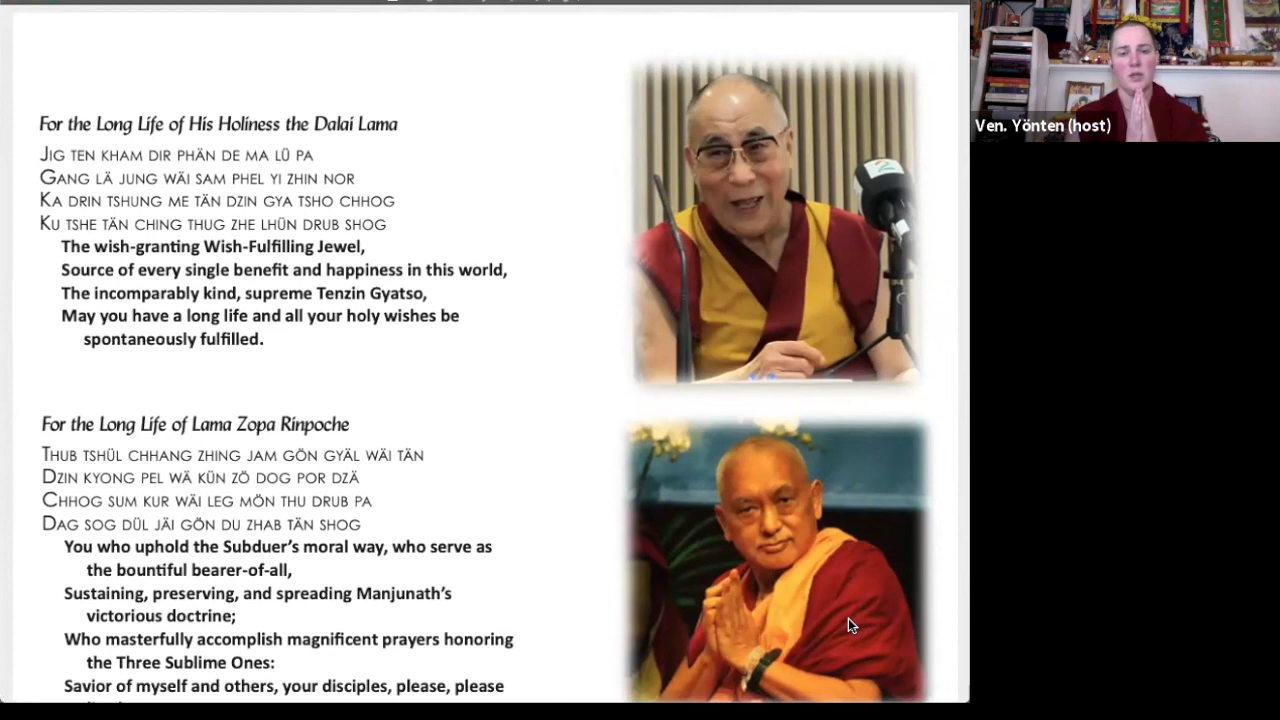 For the Long Life of His Holiness the Dalai Lama
JIG TEN KHAM DIR PHÄN DE MA LÜ PA
GANG LÄ JUNG WÄI SAM PHEL YI ZHIN NOR
KA DRIN TSHUNG ME TÄN DZIN GYA TSHO CHHOG
KU TSHE TÄN CHING THUG ZHE LHÜN DRUB SHOG
The wish-granting Wish-Fulfilling Jewel,
Source of every single benefit and happiness in this world,
The incomparably kind, supreme Tenzin Gyatso,
May you have a long life and all your holy wishes be
spontaneously fulfilled.
For the Long Life of Lama Zopa Rinpoche
THUB TSHÜL CHHANG ZHING JAM GÖN GYÄL WÄI TÄN
DZIN KYONG PEL WÄ KÜN ZÖ DOG POR DZÄ
CHHOG SUM KUR WÄI LEG MÖN THU DRUB PA
DAG SOG DÜL JÄI GÖN DU ZHAB TÄN SHOG
You who uphold the Subduer's moral way, who serve as
the bountiful bearer-of-all,
Sustaining, preserving, and spreading Manjunath's
victorious doctrine;
Who masterfully accomplish magnificent prayers honoring
the Three Sublime Ones:
Savior of myself and others, your disciples, please, please
2
Ven. Yönten (host)